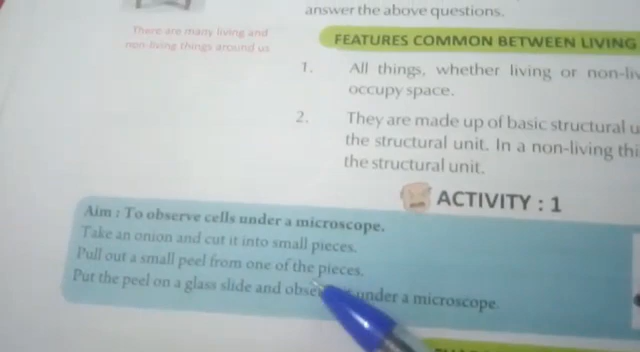 answer the above questions.
There are many living and
non-living things around us
FEATURES COMMON BETWEEN LIVING
1. All things, whether living or non-liv
occupy space.
2. They are made up of basic structural u
the structural unit. In a non-living thi
the structural unit.
ACTIVITY : 1
Aim : To observe cells under a microscope.
Take an onion and cut it into small pieces.
Pull out a small peel from one of the pieces.
Put the peel on a glass slide and obse under a microscope.